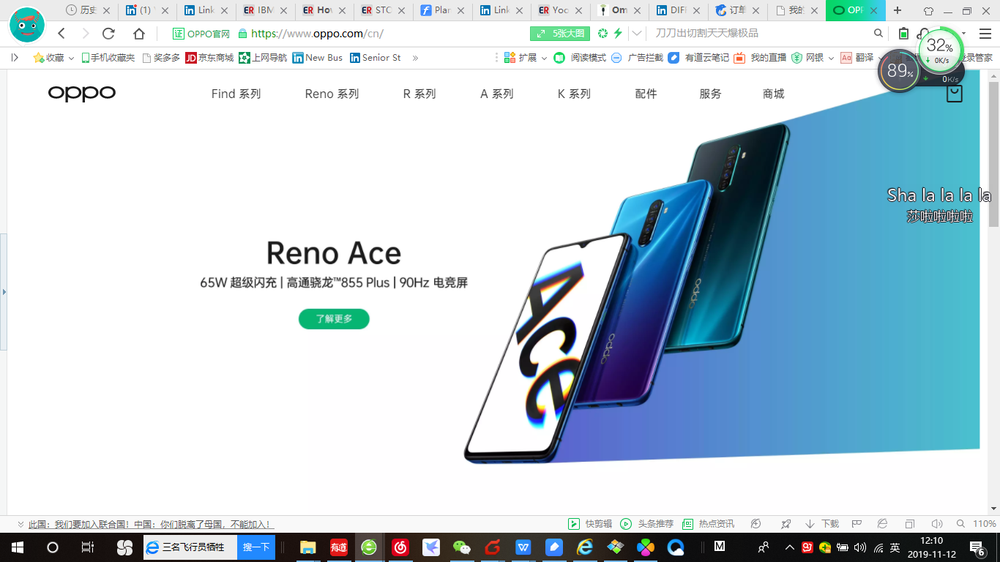 历史
(1)
Link
IBM
Hov
STO
Plan
Link
Yoc
Om
DIFF
订单
我的
OPP
证 OPPO官网
https://www.oppo.com/cn/
5张大图
刀刀出切割天天爆极品
32%
0K/s
收藏
手机收藏夹
奖多多
JD 京东商城
上网导航
New Bus
Senior St
»
扩展
阅读模式
广告拦截
有道云笔记
我的直播
网银
Aa 翻译
登录管家
89%
0K/s
oppo
Find 系列
Reno 系列
R 系列
A 系列
K 系列
配件
服务
商城
Sha la la la la
莎啦啦啦啦
Reno Ace
65W 超级闪充 | 高通骁龙™855 Plus | 90Hz 电竞屏
了解更多
Ace
oppo
oppo
此国：我们要加入联合国！中国：你们脱离了母国，不能加入！
快剪辑
头条推荐
热点资讯
下载
110%
三名飞行员牺牲
搜一下
有道
英
12:10
2019-11-12
6